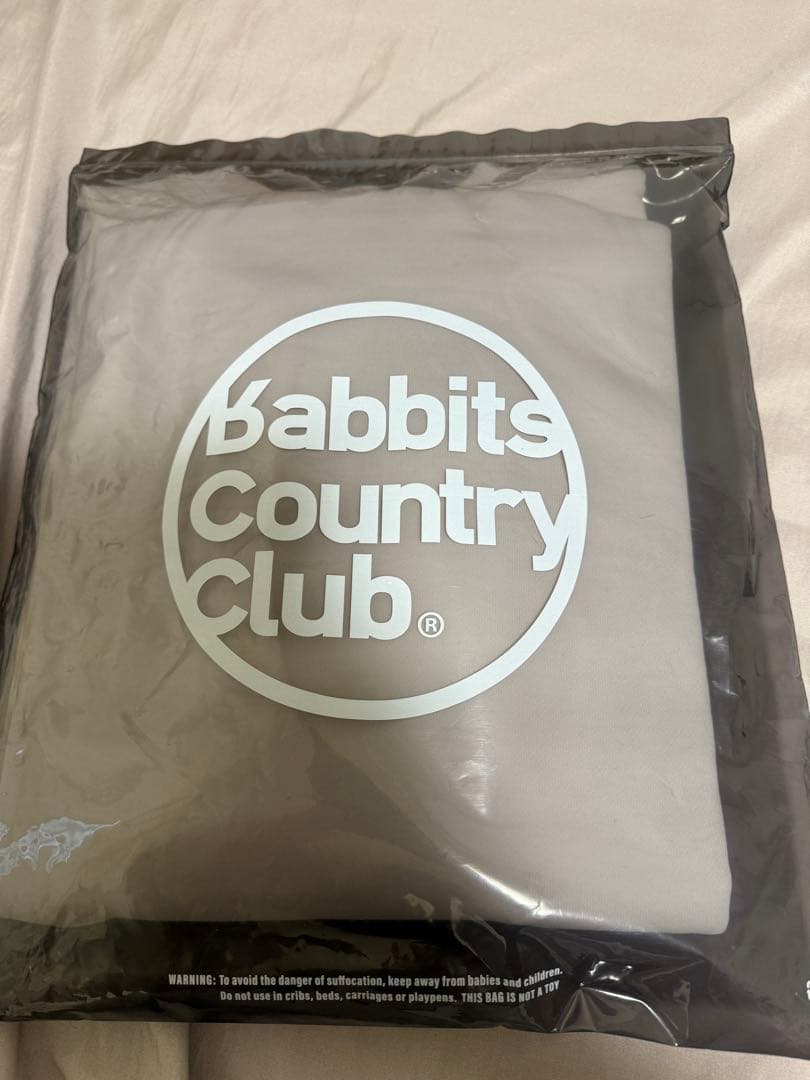 Rabbits
Country
Club®
WARNING: To avoid the danger of suffocation, keep away from babies and children.
Do not use in cribs, beds, carriages or playpens. THIS BAG IS NOT A TOY